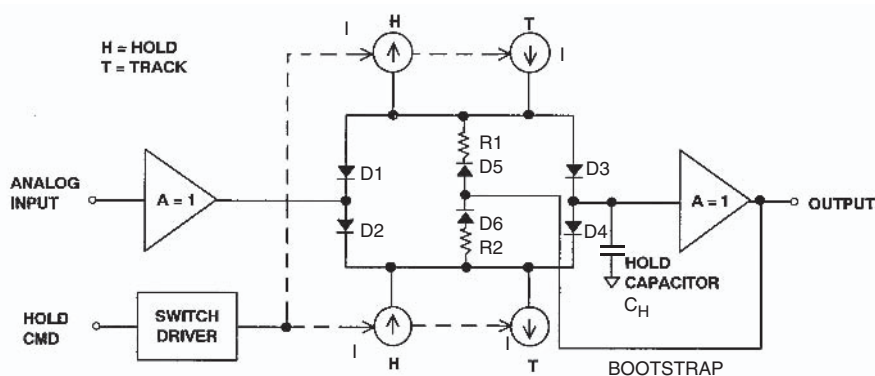 I
H
T
H = HOLD
T = TRACK
I
R1
D5
D3
D1
ANALOG
INPUT
A = 1
A = 1
OUTPUT
D6
D2
R2
D4
HOLD
CAPACITOR
CH
HOLD
CMD
SWITCH
DRIVER
I
H
I
T
BOOTSTRAP